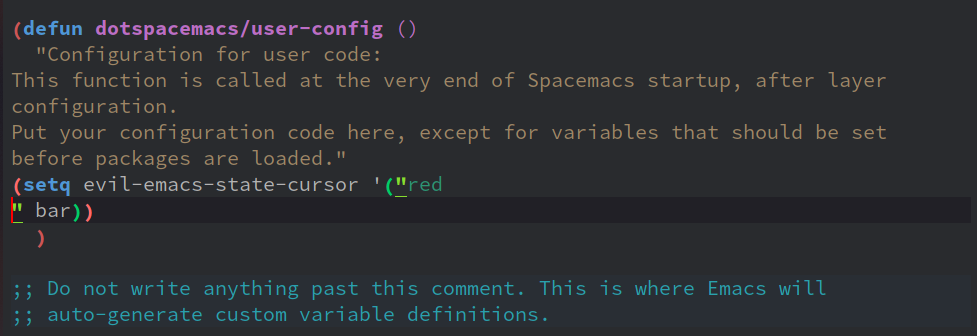 (defun dotspacemacs/user-config ()
  "Configuration for user code:
This function is called at the very end of Spacemacs startup, after layer
configuration.
Put your configuration code here, except for variables that should be set
before packages are loaded."
(setq evil-emacs-state-cursor '("red
" bar))
  )
;; Do not write anything past this comment. This is where Emacs will
;; auto-generate custom variable definitions.